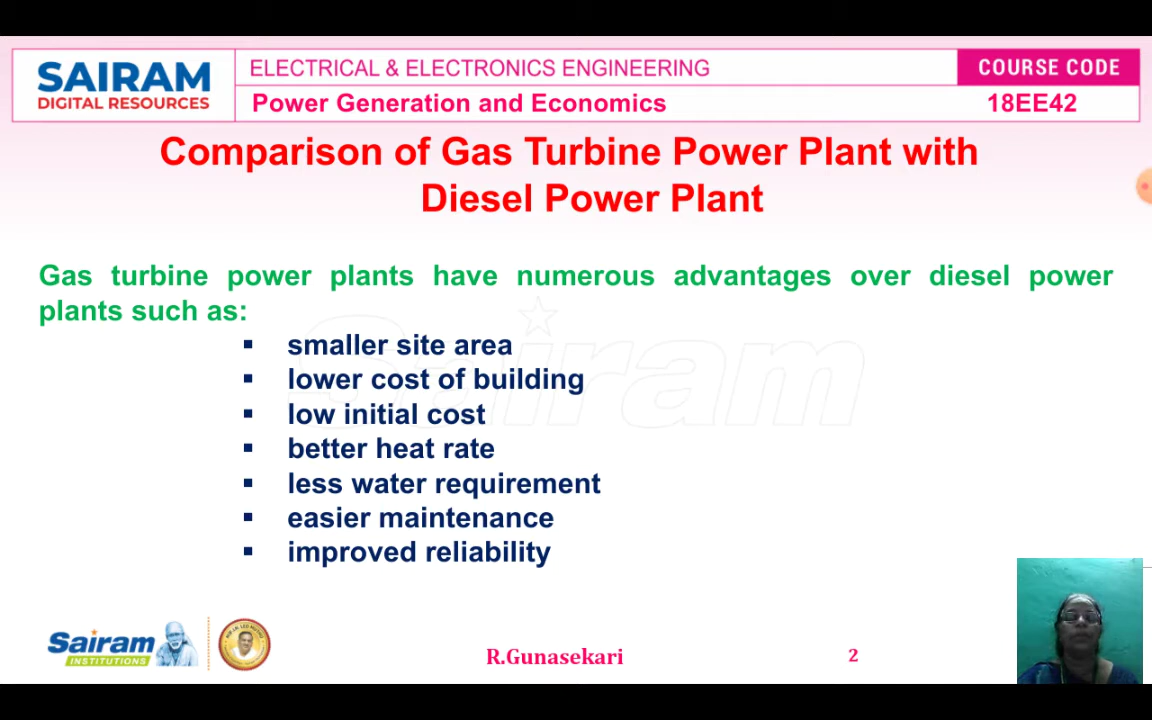 SAIRAM
DIGITAL RESOURCES
ELECTRICAL & ELECTRONICS ENGINEERING
COURSE CODE
Power Generation and Economics
18EE42
Comparison of Gas Turbine Power Plant with
Diesel Power Plant
Gas turbine power plants have numerous advantages over diesel power
plants such as:
▪ smaller site area
▪ lower cost of building
▪ low initial cost
▪ better heat rate
▪ less water requirement
▪ easier maintenance
▪ improved reliability
Sairam
Sairam
INSTITUTIONS
R.Gunasekari
2